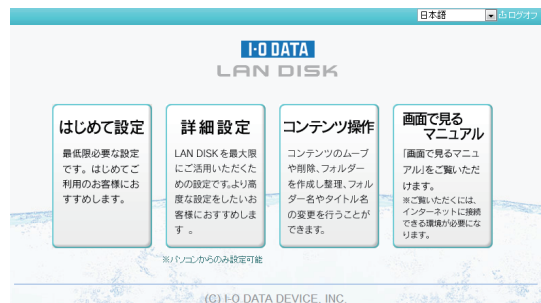 日本語
ログオフ
I-O DATA
LAN DISK
はじめて設定
最低限必要な設定
です。はじめてご
利用のお客様にお
すすめします。
詳細設定
LAN DISKを最大限
にご活用いただくた
めの設定です。より高
度な設定をしたいお
客様におすすめしま
す 。
※パソコンからのみ設定可能
コンテンツ操作
コンテンツのムーブ
や削除、フォルダー
を作成し整理、フォル
ダー名やタイトル名
の変更を行うことが
できます。
画面で見る
マニュアル
「画面で見るマニュ
アル」をご覧いただ
けます。
※ご覧いただくには、
インターネットに接続
できる環境が必要にな
ります。
(C) I-O DATA DEVICE, INC.